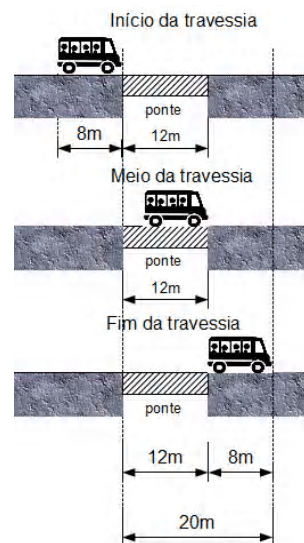 Início da travessia
ponte
8m
12m
Meio da travessia
ponte
12m
Fim da travessia
ponte
12m
8m
20m